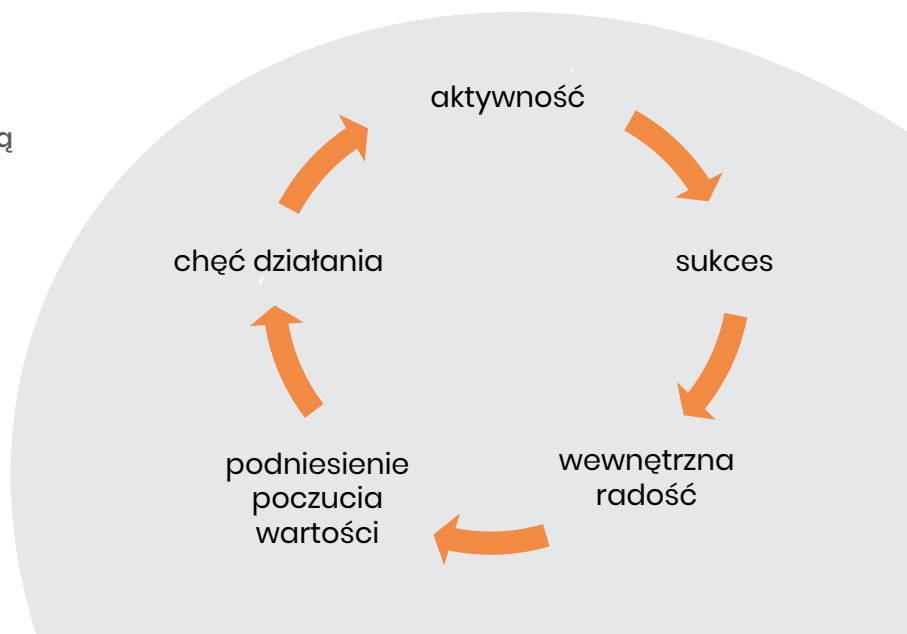 aktywność
ą
chęć działania
sukces
podniesienie
poczucia
wartości
wewnętrzna
radość